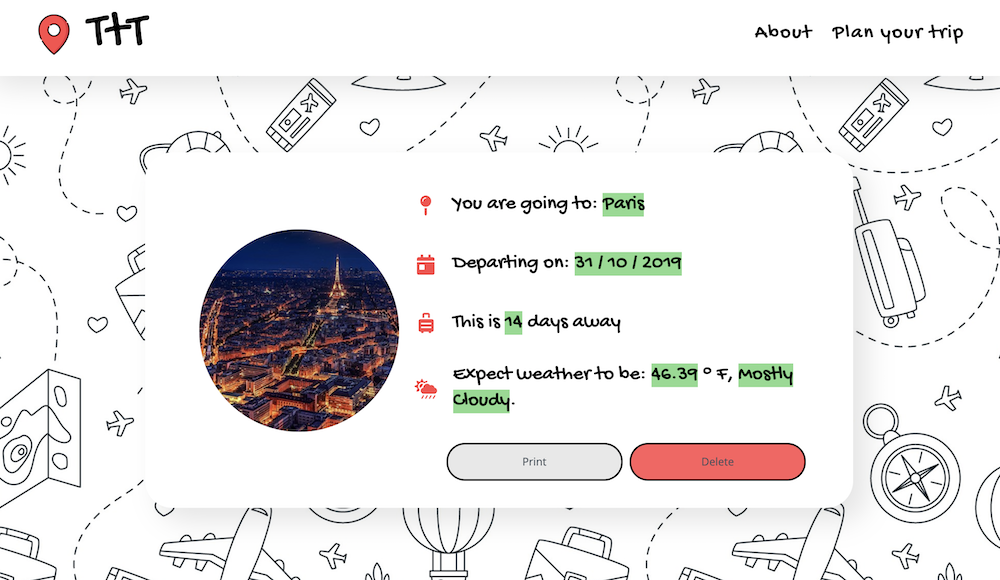 T+T
About Plan your trip
You are going to: Paris
Departing on: 31 / 10 / 2019
This is 14 days away
Expect weather to be: 46.39 º F, Mostly
Cloudy.
Print Delete